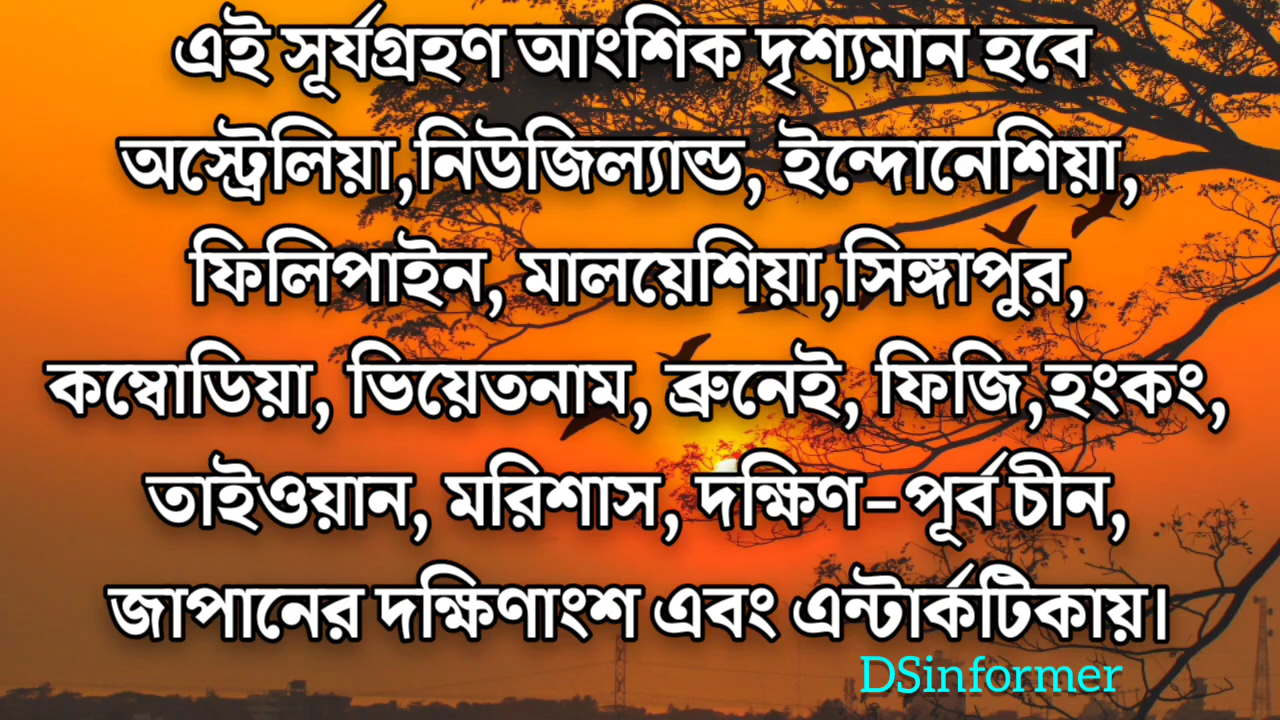 এই সূর্যগ্রহণ আংশিক দৃশ্যমান হবে
অস্ট্রেলিয়া,নিউজিল্যান্ড, ইন্দোনেশিয়া,
ফিলিপাইন, মালয়েশিয়া,সিঙ্গাপুর,
কম্বোডিয়া, ভিয়েতনাম, ব্রুনেই, ফিজি,হংকং,
তাইওয়ান, মরিশাস, দক্ষিণ-পূর্ব চীন,
জাপানের দক্ষিণাংশ এবং এন্টার্কটিকায়।
DSinformer